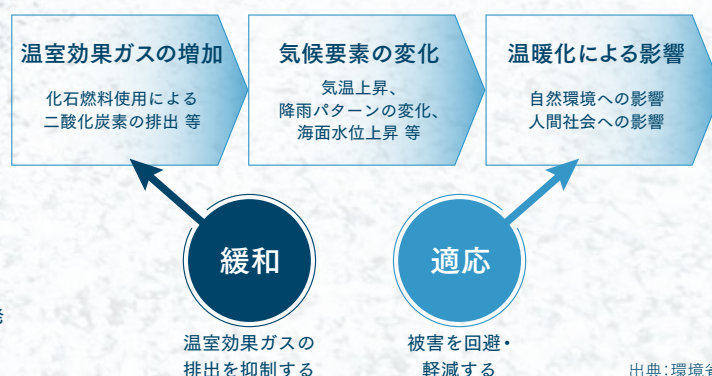 温室効果ガスの増加
化石燃料使用による
二酸化炭素の排出 等
気候要素の変化
気温上昇、
降雨パターンの変化、
海面水位上昇 等
温暖化による影響
自然環境への影響
人間社会への影響
緩和
温室効果ガスの
排出を抑制する
適応
被害を回避・
軽減する
出典:環境省